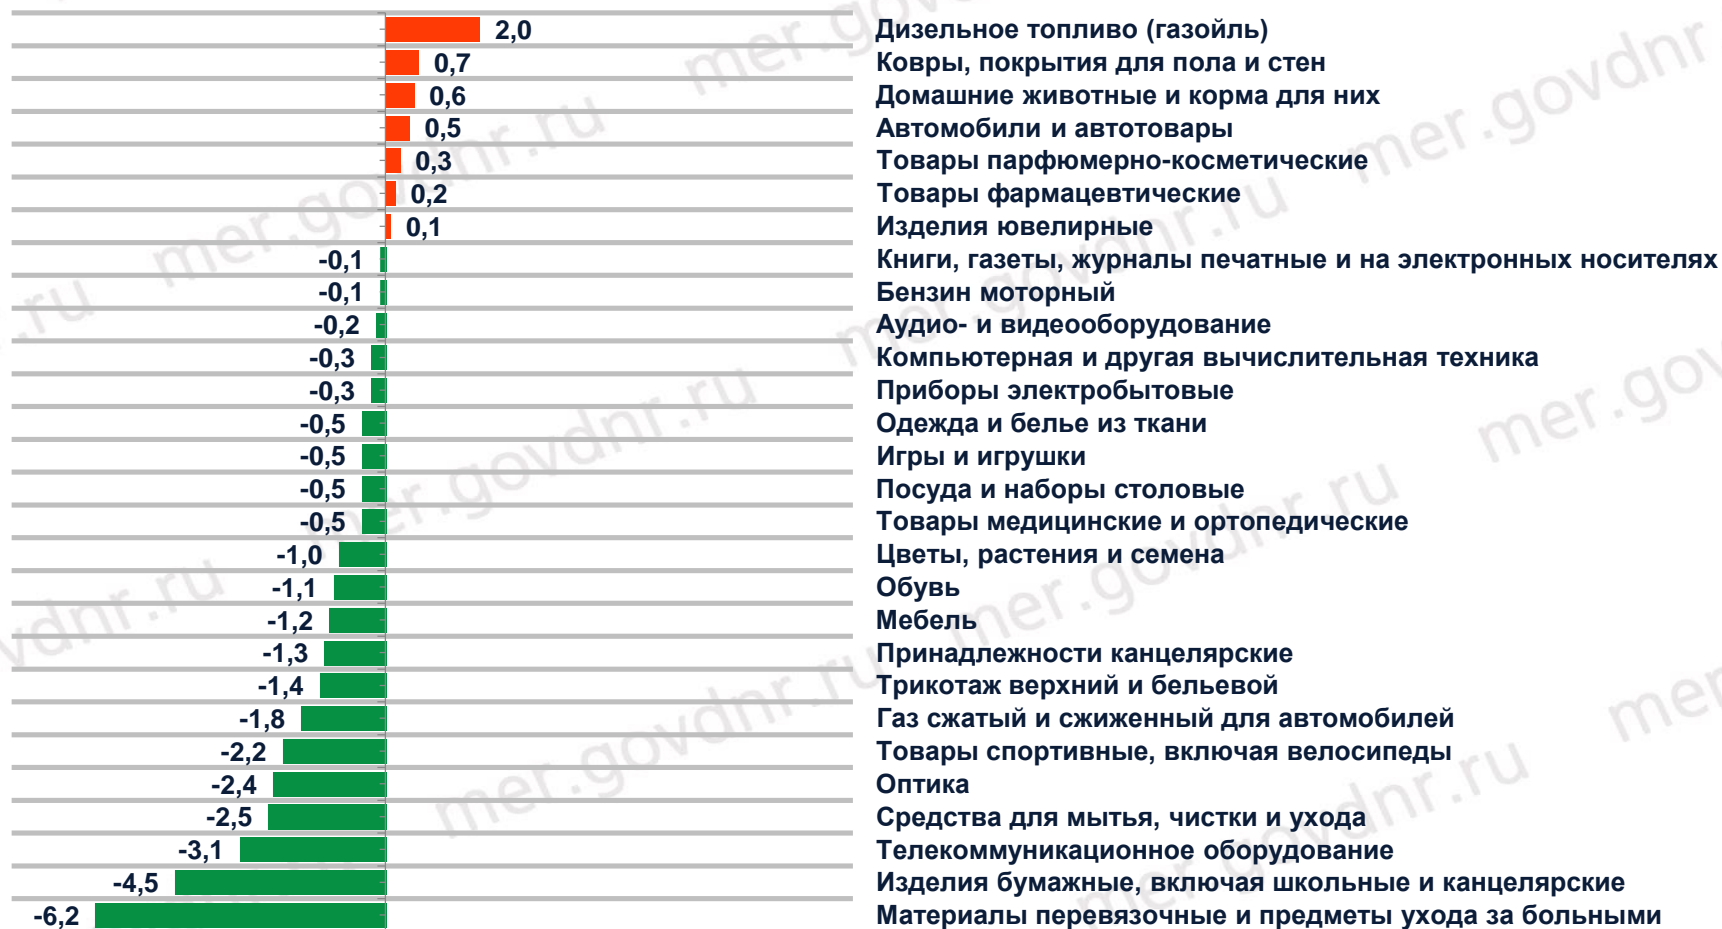 2,0 Дизельное топливо (газойль)
0,7 Ковры, покрытия для пола и стен
0,6 Домашние животные и корма для них
0,5 Автомобили и автотовары
0,3 Товары парфюмерно-косметические
0,2 Товары фармацевтические
0,1 Изделия ювелирные
-0,1 Книги, газеты, журналы печатные и на электронных носителях
-0,1 Бензин моторный
-0,2 Аудио- и видеооборудование
-0,3 Компьютерная и другая вычислительная техника
-0,3 Приборы электробытовые
-0,5 Одежда и белье из ткани
-0,5 Игры и игрушки
-0,5 Посуда и наборы столовые
-0,5 Товары медицинские и ортопедические
-1,0 Цветы, растения и семена
-1,1 Обувь
-1,2 Мебель
-1,3 Принадлежности канцелярские
-1,4 Трикотаж верхний и бельевой
-1,8 Газ сжатый и сжиженный для автомобилей
-2,2 Товары спортивные, включая велосипеды
-2,4 Оптика
-2,5 Средства для мытья, чистки и ухода
-3,1 Телекоммуникационное оборудование
-4,5 Изделия бумажные, включая школьные и канцелярские
-6,2 Материалы перевязочные и предметы ухода за больными
mer.govdnr.ru